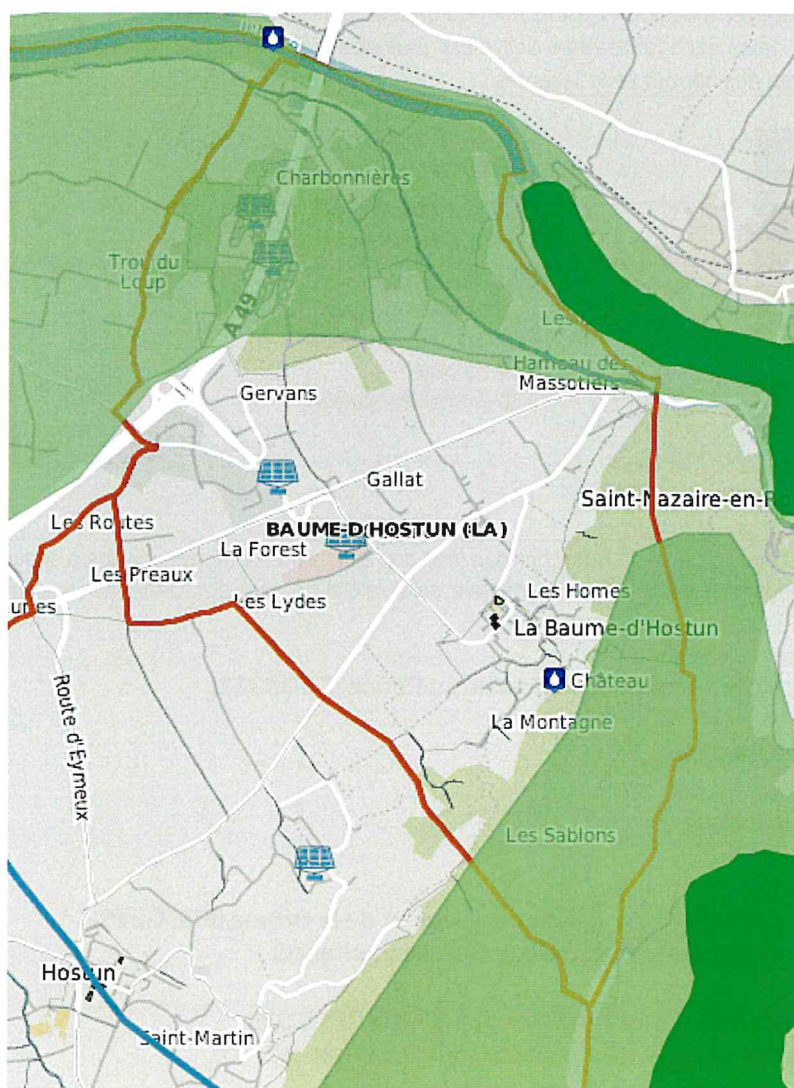 Charbonnières
Trou du
Loup
A 49
Hameau des
Massotiers
Gervans
Gallat
Saint-Nazaire-en-Ro
Les Routes
BAUME-D'HOSTUN (LA)
La Forest
Les Preaux
Les Lydes
Les Homes
La Baume-d'Hostun
Château
La Montagne
Route d'Eymeux
Les Sablons
Hostun
Saint-Martin